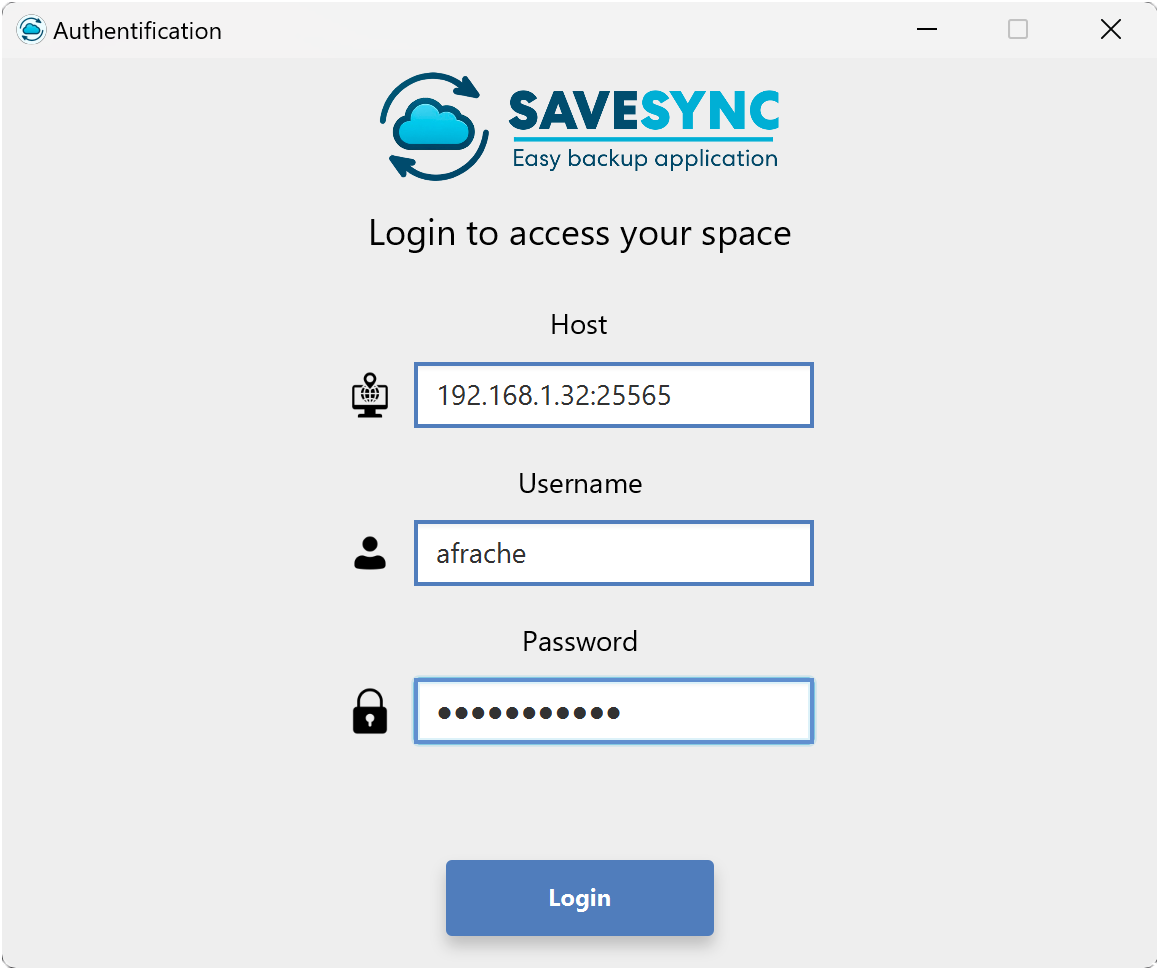 Authentification
SAVESYNC
Easy backup application
Login to access your space
Host
192.168.1.32:25565
Username
afrache
Password
●●●●●●●●●●●
Login